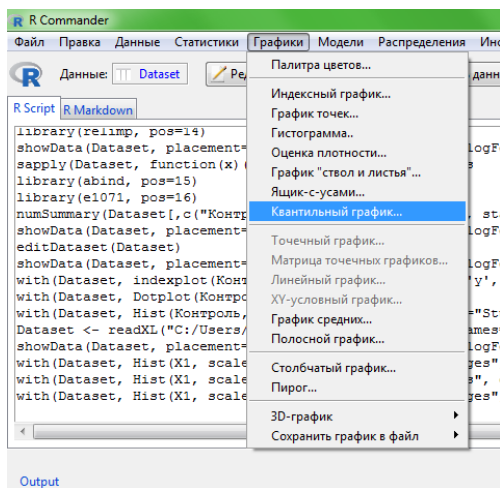 R Commander
Файл Правка Данные Статистики Графики Модели Распределения
Данные: Dataset
Палитра цветов...
R Script R Markdown
Индексный график...
График точек...
Гистограмма..
Оценка плотности...
График "ствол и листья"...
Ящик-с-усами...
Квантильный график...
Точечный график...
Матрица точечных графиков...
Линейный график...
XY-условный график...
График средних...
Полосной график...
Столбчатый график...
Пирог...
3D-график
Сохранить график в файл
library(relimp, pos=14)
showData(Dataset, placement=
sapply(Dataset, function(x)(
library(abind, pos=15)
library(e1071, pos=16)
numSummary(Dataset[,c("Контр
showData(Dataset, placement=
editDataset(Dataset)
showData(Dataset, placement=
with(Dataset, indexplot(Конт
with(Dataset, Dotplot(Контро
with(Dataset, Hist(Контроль,
Dataset <- readXL("C:/Users/
showData(Dataset, placement=
with(Dataset, Hist(X1, scale
with(Dataset, Hist(X1, scale
with(Dataset, Hist(X1, scale
Output